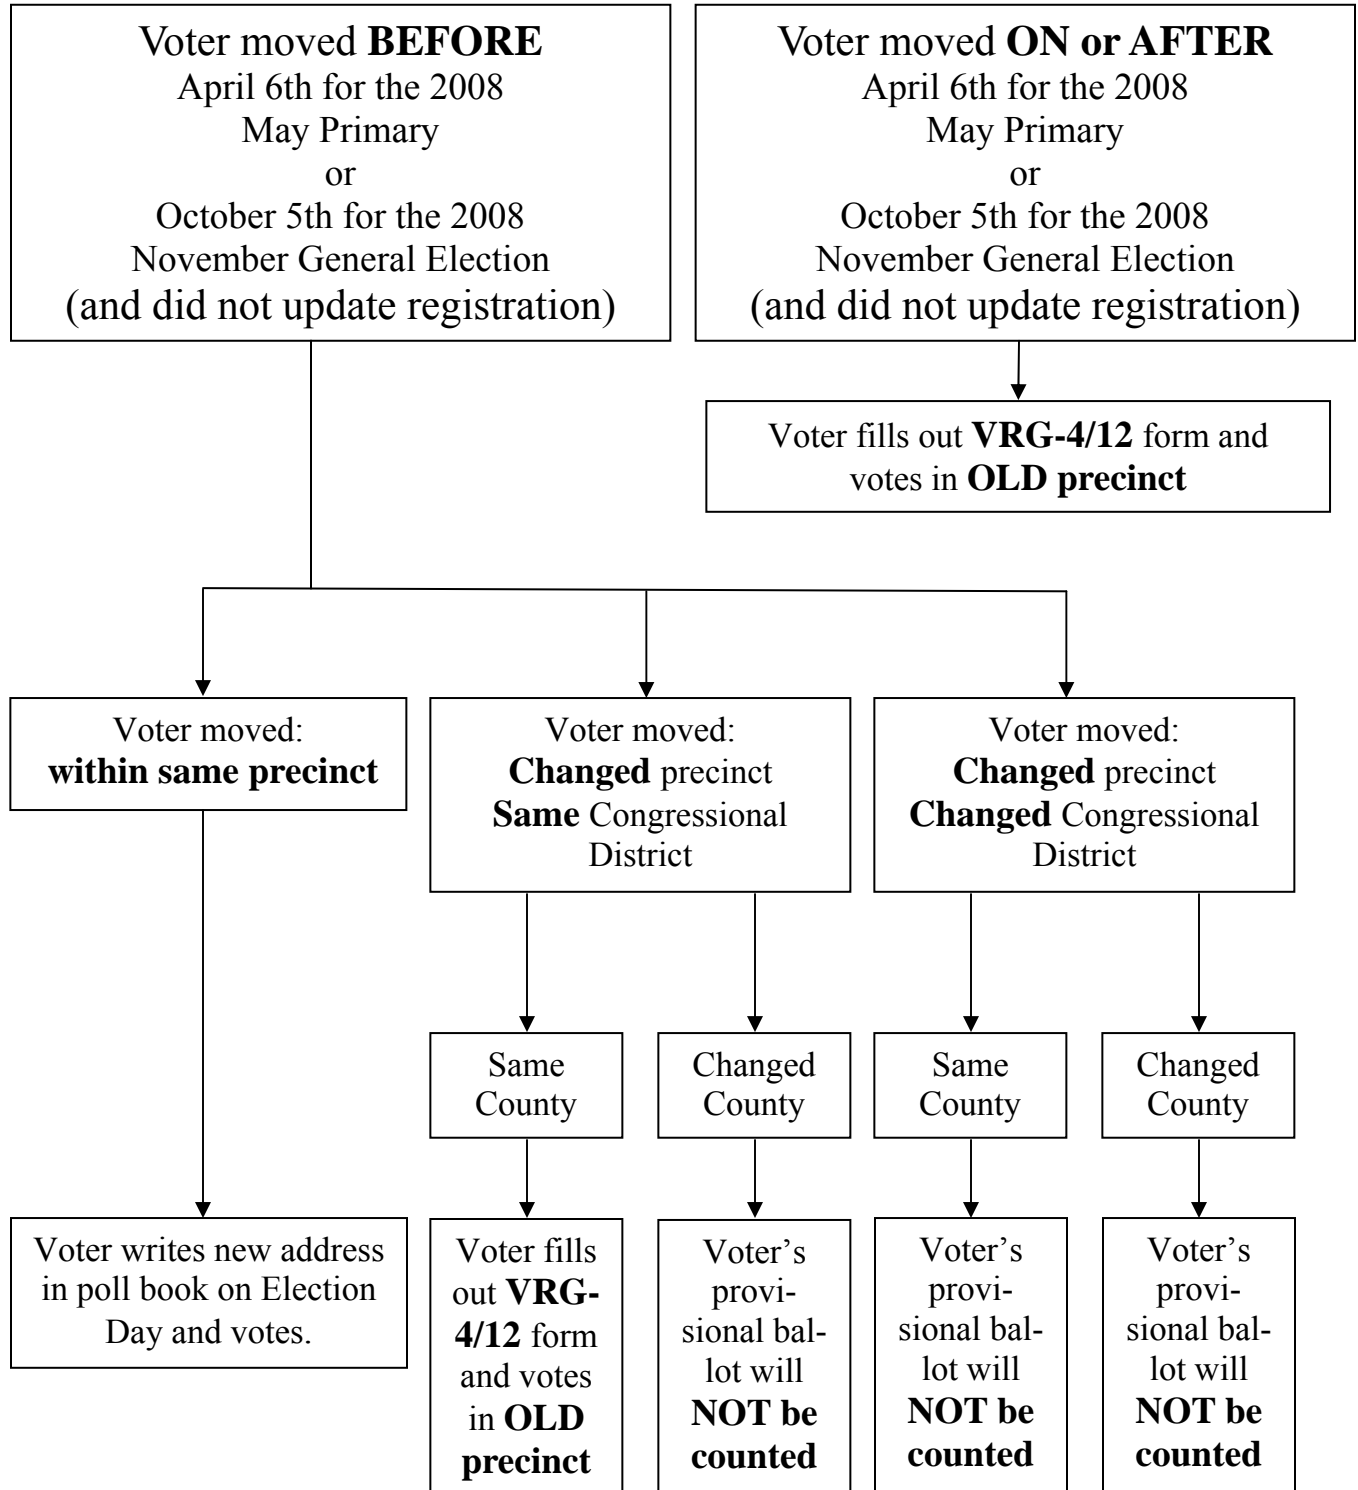 Voter moved BEFORE
April 6th for the 2008
May Primary
or
October 5th for the 2008
November General Election
(and did not update registration)
Voter moved ON or AFTER
April 6th for the 2008
May Primary
or
October 5th for the 2008
November General Election
(and did not update registration)
Voter fills out VRG-4/12 form and
votes in OLD precinct
Voter moved:
within same precinct
Voter moved:
Changed precinct
Same Congressional
District
Voter moved:
Changed precinct
Changed Congressional
District
Same
County
Changed
County
Same
County
Changed
County
Voter writes new address
in poll book on Election
Day and votes.
Voter fills
out VRG-
4/12 form
and votes
in OLD
precinct
Voter’s
provi-
sional bal-
lot will
NOT be
counted
Voter’s
provi-
sional bal-
lot will
NOT be
counted
Voter’s
provi-
sional bal-
lot will
NOT be
counted